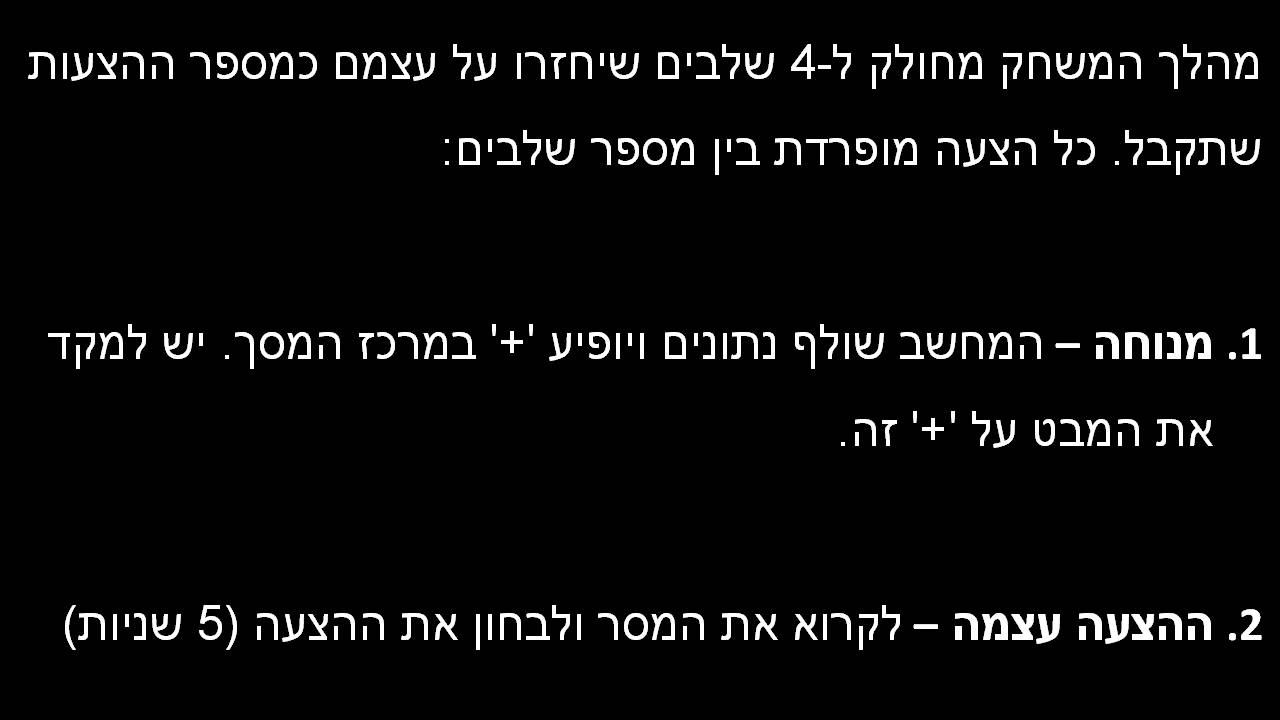 מהלך המשחק מחולק ל-4 שלבים שיחזרו על עצמם כמספר ההצעות
שתקבל. כל הצעה מופרדת בין מספר שלבים:
1. מנוחה – המחשב שולף נתונים ויופיע '+' במרכז המסך. יש למקד
את המבט על '+' זה.
2. ההצעה עצמה – לקרוא את המסר ולבחון את ההצעה (5 שניות)